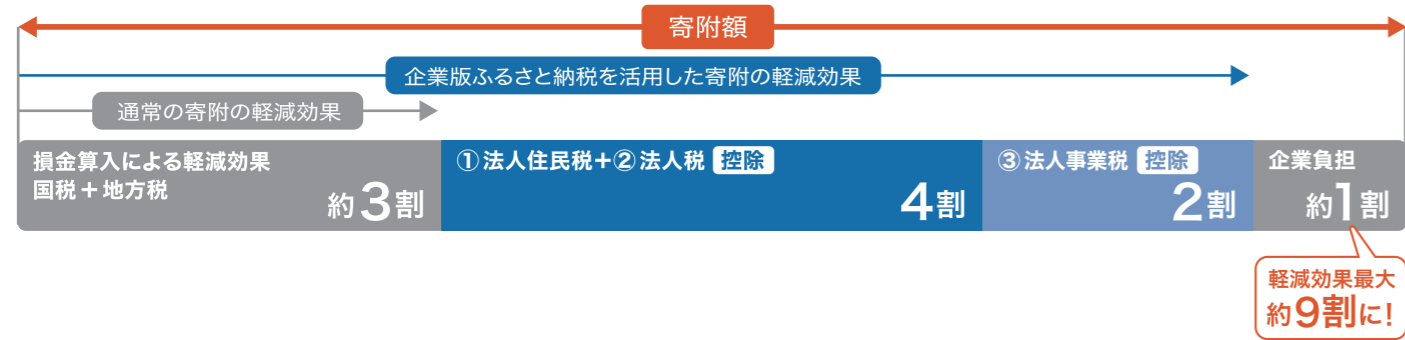 寄附額
企業版ふるさと納税を活用した寄附の軽減効果
通常の寄附の軽減効果
損金算入による軽減効果
国税＋地方税
約3割
①法人住民税＋②法人税 控除
4割
③法人事業税 控除
2割
企業負担
約1割
軽減効果最大
約9割に!